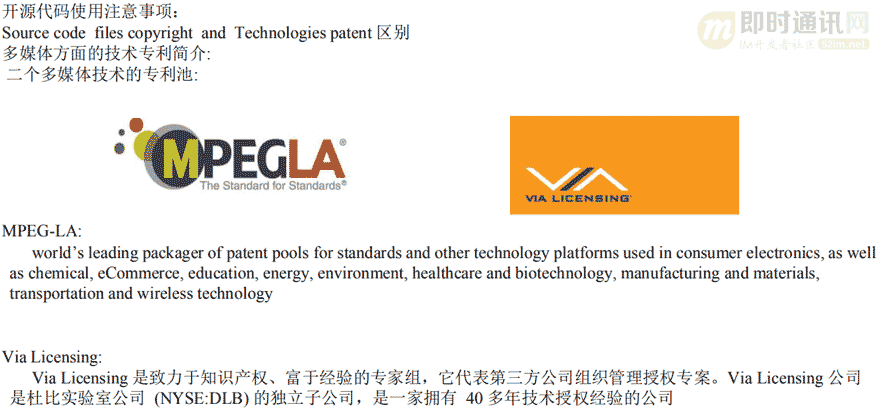 开源代码使用注意事项：
即时通讯网
Source code files copyright and Technologies patent 区别
IM开发者社区 52im.net
多媒体方面的技术专利简介:
二个多媒体技术的专利池:
MPEGLA®
The Standard for Standards®
VIA LICENSING
MPEG-LA:
world’s leading packager of patent pools for standards and other technology platforms used in consumer electronics, as well
as chemical, eCommerce, education, energy, environment, healthcare and biotechnology, manufacturing and materials,
transportation and wireless technology
Via Licensing:
Via Licensing 是致力于知识产权、富于经验的专家组，它代表第三方公司组织管理授权专案。Via Licensing 公司
是杜比实验室公司 (NYSE:DLB) 的独立子公司，是一家拥有 40 多年技术授权经验的公司